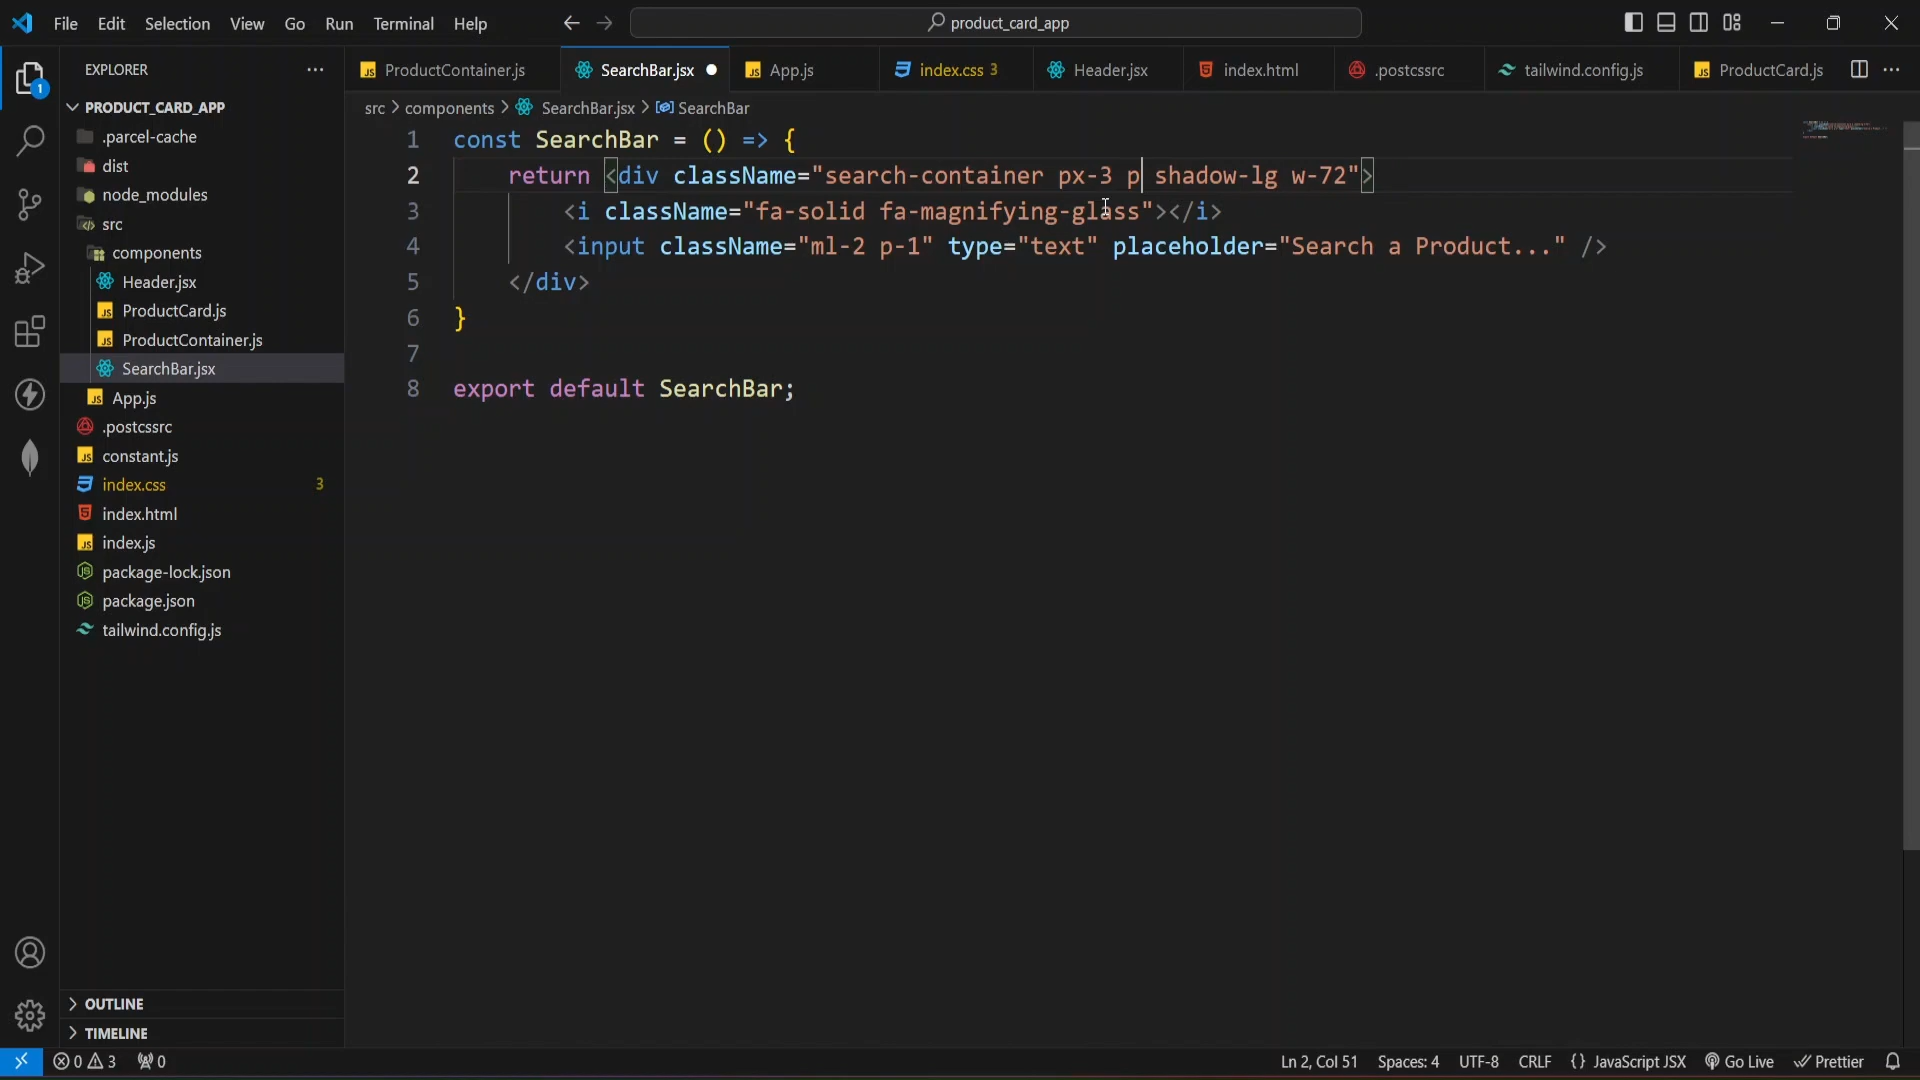 File Edit Selection View Go Run Terminal Help product_card_app
EXPLORER
PRODUCT_CARD_APP
.parcel-cache
dist
node_modules
src
components
Header.jsx
ProductCard.js
ProductContainer.js
SearchBar.jsx
App.js
.postcssrc
constant.js
index.css 3
index.html
index.js
package-lock.json
package.json
tailwind.config.js
OUTLINE
TIMELINE
1
ProductContainer.js SearchBar.jsx App.js index.css 3 Header.jsx index.html .postcssrc tailwind.config.js ProductCard.js
src > components > SearchBar.jsx > SearchBar
1 const SearchBar = () => {
2 return <div className="search-container px-3 p shadow-lg w-72">
3 <i className="fa-solid fa-magnifying-glass"></i>
4 <input className="ml-2 p-1" type="text" placeholder="Search a Product..." />
5 </div>
6 }
7
8 export default SearchBar;
0 3 0 Ln 2, Col 51 Spaces: 4 UTF-8 CRLF {} JavaScript JSX Go Live Prettier